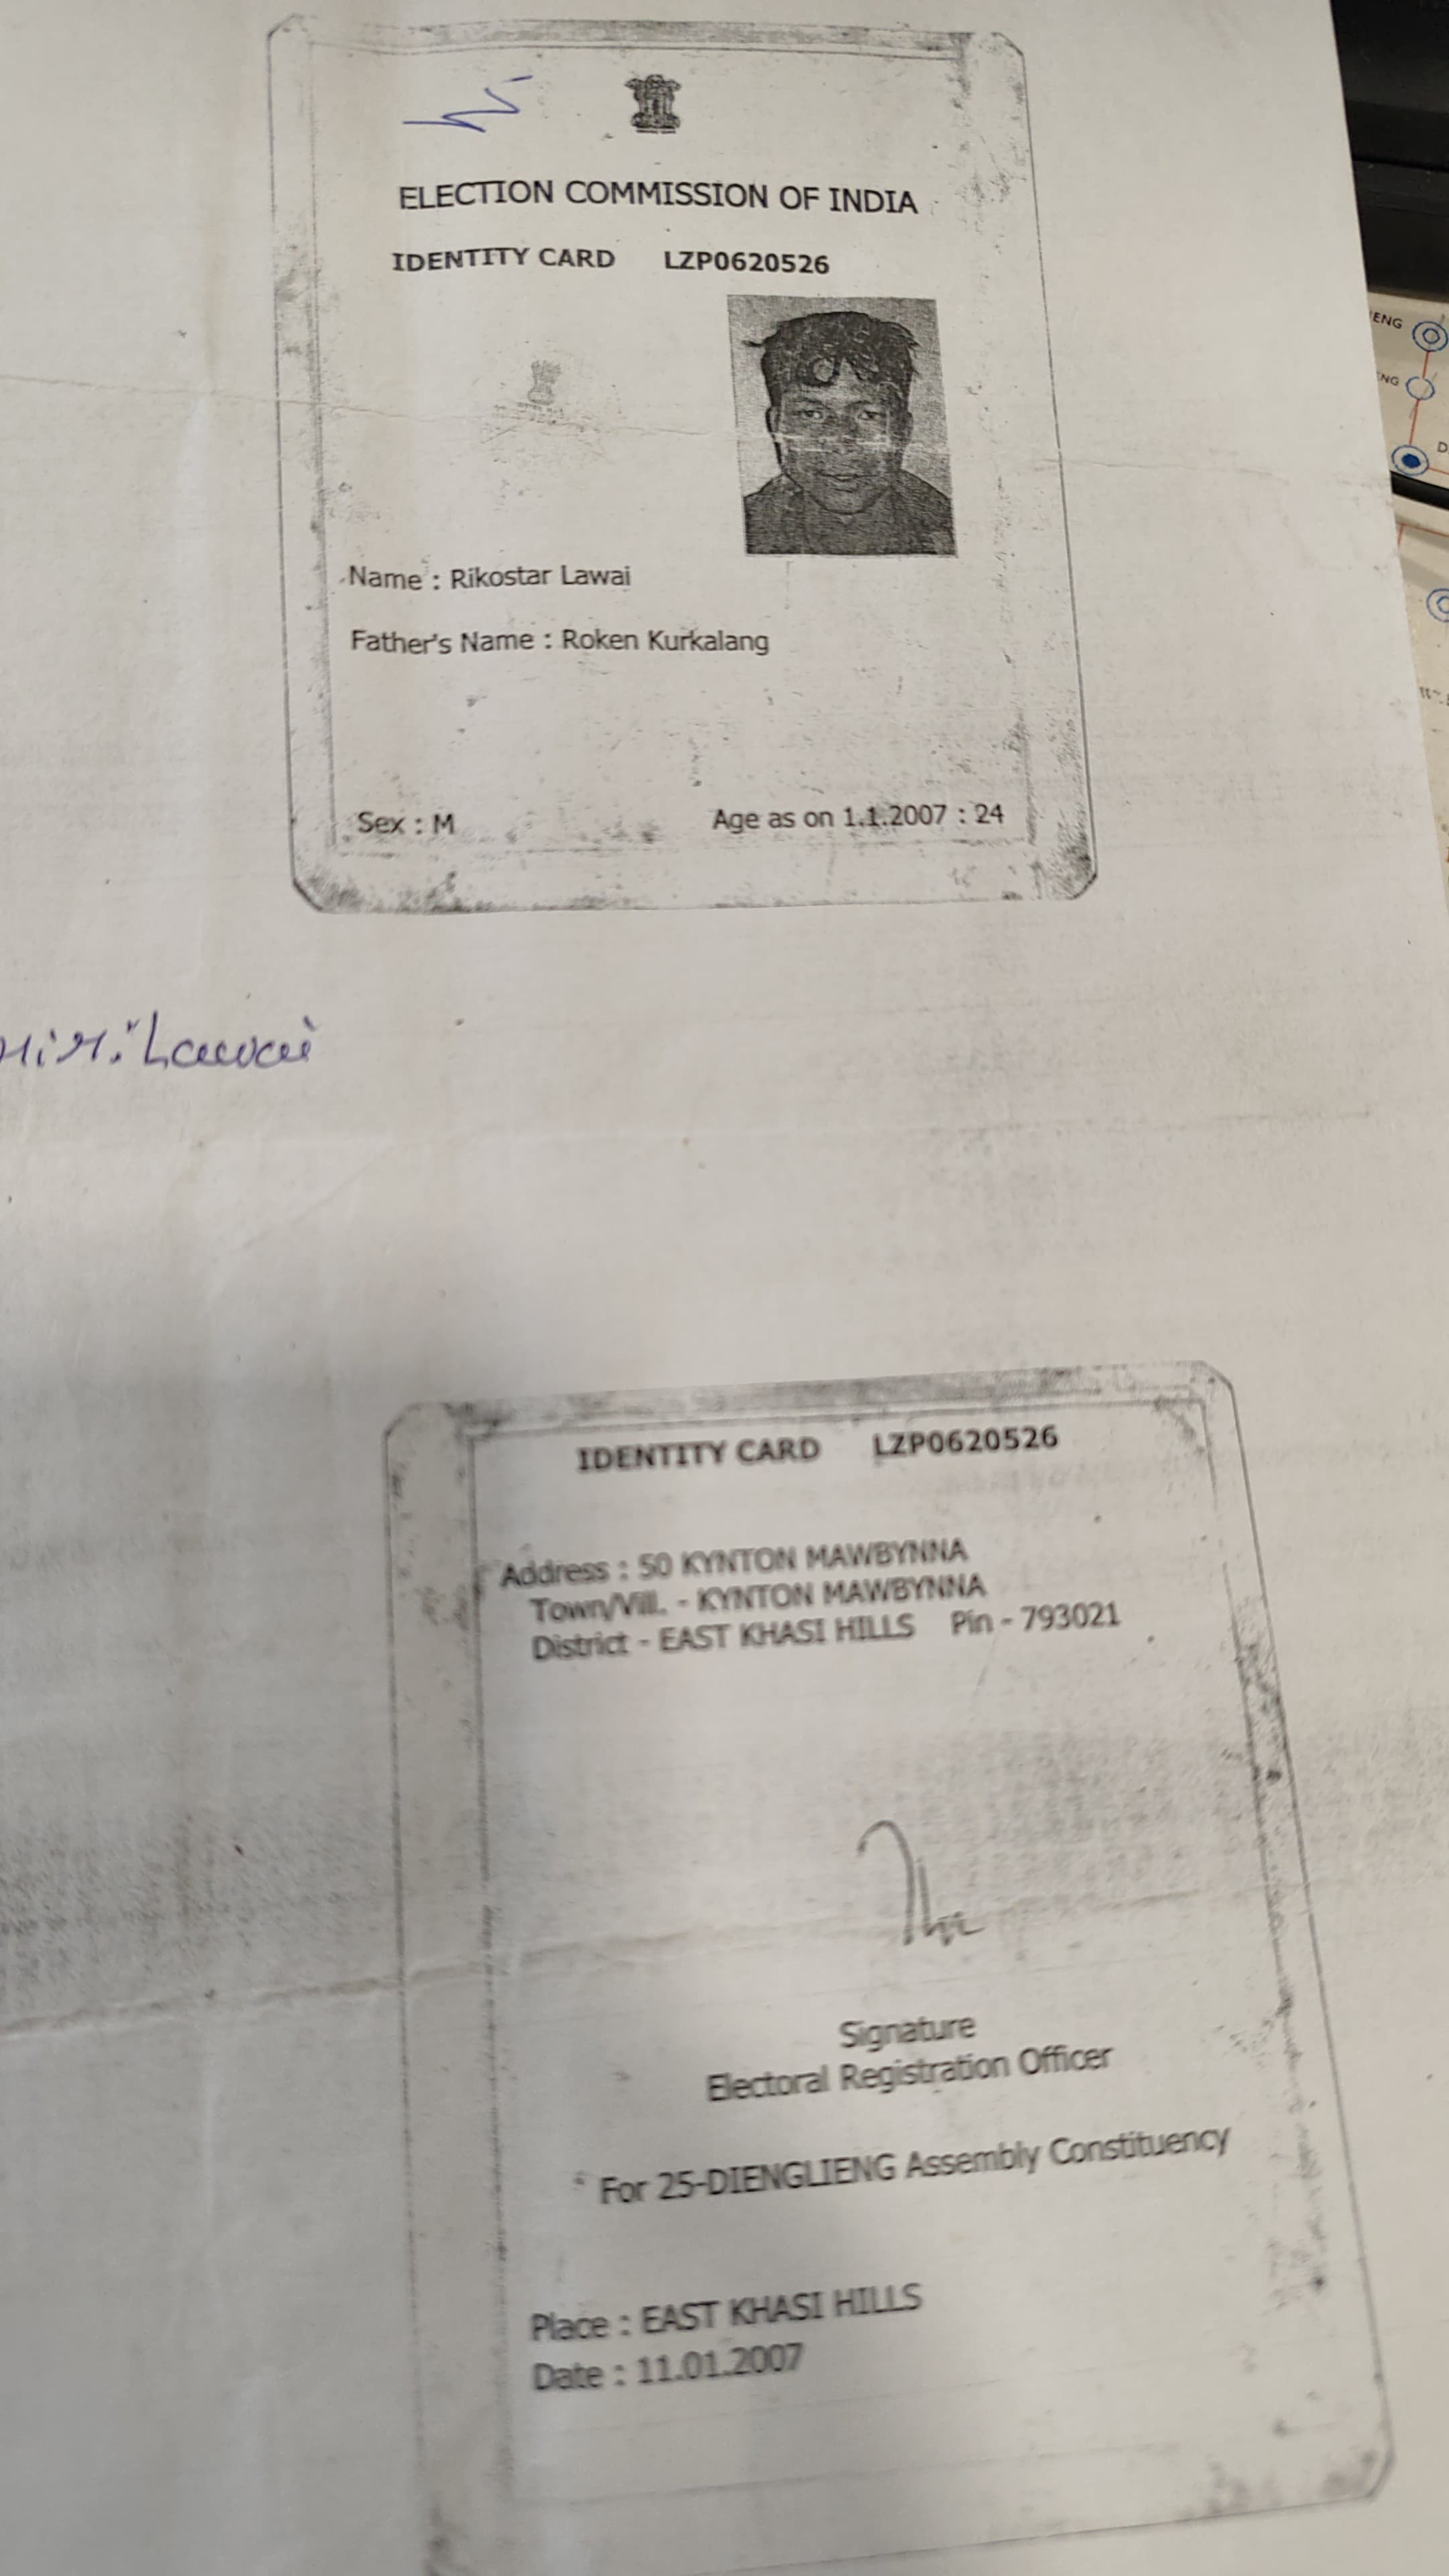 ELECTION COMMISSION OF INDIA
IDENTITY CARD LZP0620526
Name : Rikostar Lawai
Father's Name : Roken Kurkalang
Sex : M Age as on 1.1.2007 : 24
Lawai
IDENTITY CARD LZP0620526
Address : 50 KYNTON MAWBYNNA
Town/Vill. - KYNTON MAWBYNNA
District - EAST KHASI HILLS Pin - 793021
Signature
Electoral Registration Officer
For 25-DIENGLIENG Assembly Constituency
Place : EAST KHASI HILLS
Date : 11.01.2007